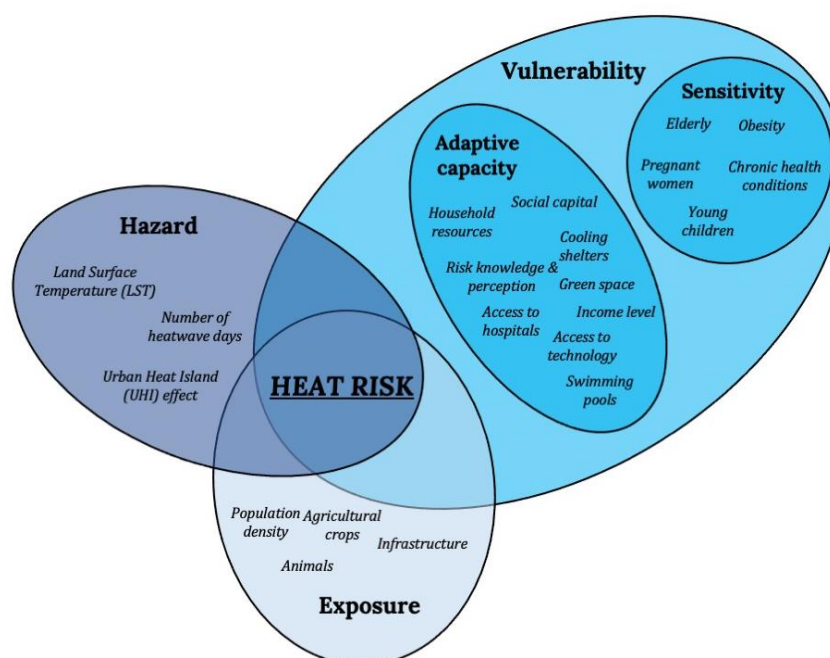 Vulnerability
Sensitivity
Elderly
Obesity
Pregnant
women
Chronic health
conditions
Young
children
Adaptive
capacity
Social capital
Household
resources
Cooling
shelters
Risk knowledge &
perception
Green space
Access to
hospitals
Income level
Access to
technology
Swimming
pools
Hazard
Land Surface
Temperature (LST)
Number of
heatwave days
Urban Heat Island
(UHI) effect
HEAT RISK
Population
density
Agricultural
crops
Infrastructure
Animals
Exposure